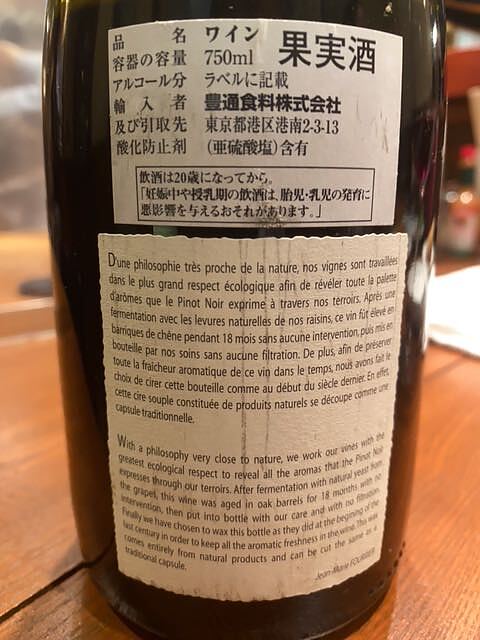 品名 ワイン 果実酒
容器の容量 750ml
アルコール分 ラベルに記載
輸入者 豊通食料株式会社
及び引取先 東京都港区港南2-3-13
酸化防止剤 (亜硫酸塩)含有
飲酒は20歳になってから。
「妊娠中や授乳期の飲酒は、胎児・乳児の発育に
悪影響を与えるおそれがあります。」
D'une philosophie très proche de la nature, nos vignes sont travaillées
dans le plus grand respect écologique afin de révéler toute la palette
d'arômes que le Pinot Noir exprime à travers nos terroirs. Après une
fermentation avec les levures naturelles de nos raisins, ce vin fût élevé en
barriques de chêne pendant 18 mois sans aucune intervention, puis mis en
bouteille par nos soins sans aucune filtration. De plus, afin de préserver
toute la fraîcheur aromatique de ce vin dans le temps, nous avons fait le
choix de cirer cette bouteille comme au début du siècle dernier. En effet,
cette cire souple constituée de produits naturels se découpe comme une
capsule traditionnelle.
With a philosophy very close to nature, we work our vines with the
greatest ecological respect to reveal all the aromas that the Pinot Noir
expresses through our terroirs. After fermentation with natural yeast from
the grapel, this wine was aged in oak barrels for 18 months with no
intervention, then put into bottle with our care and with no filtration.
Finally we have chosen to wax this bottle as they did at the begining of the
last century in order to keep all the aromatic freshness in the wine. This wax
comes entirely from natural products and can be cut the same as a
traditional capsule.
Jean-Marie FOURRIER